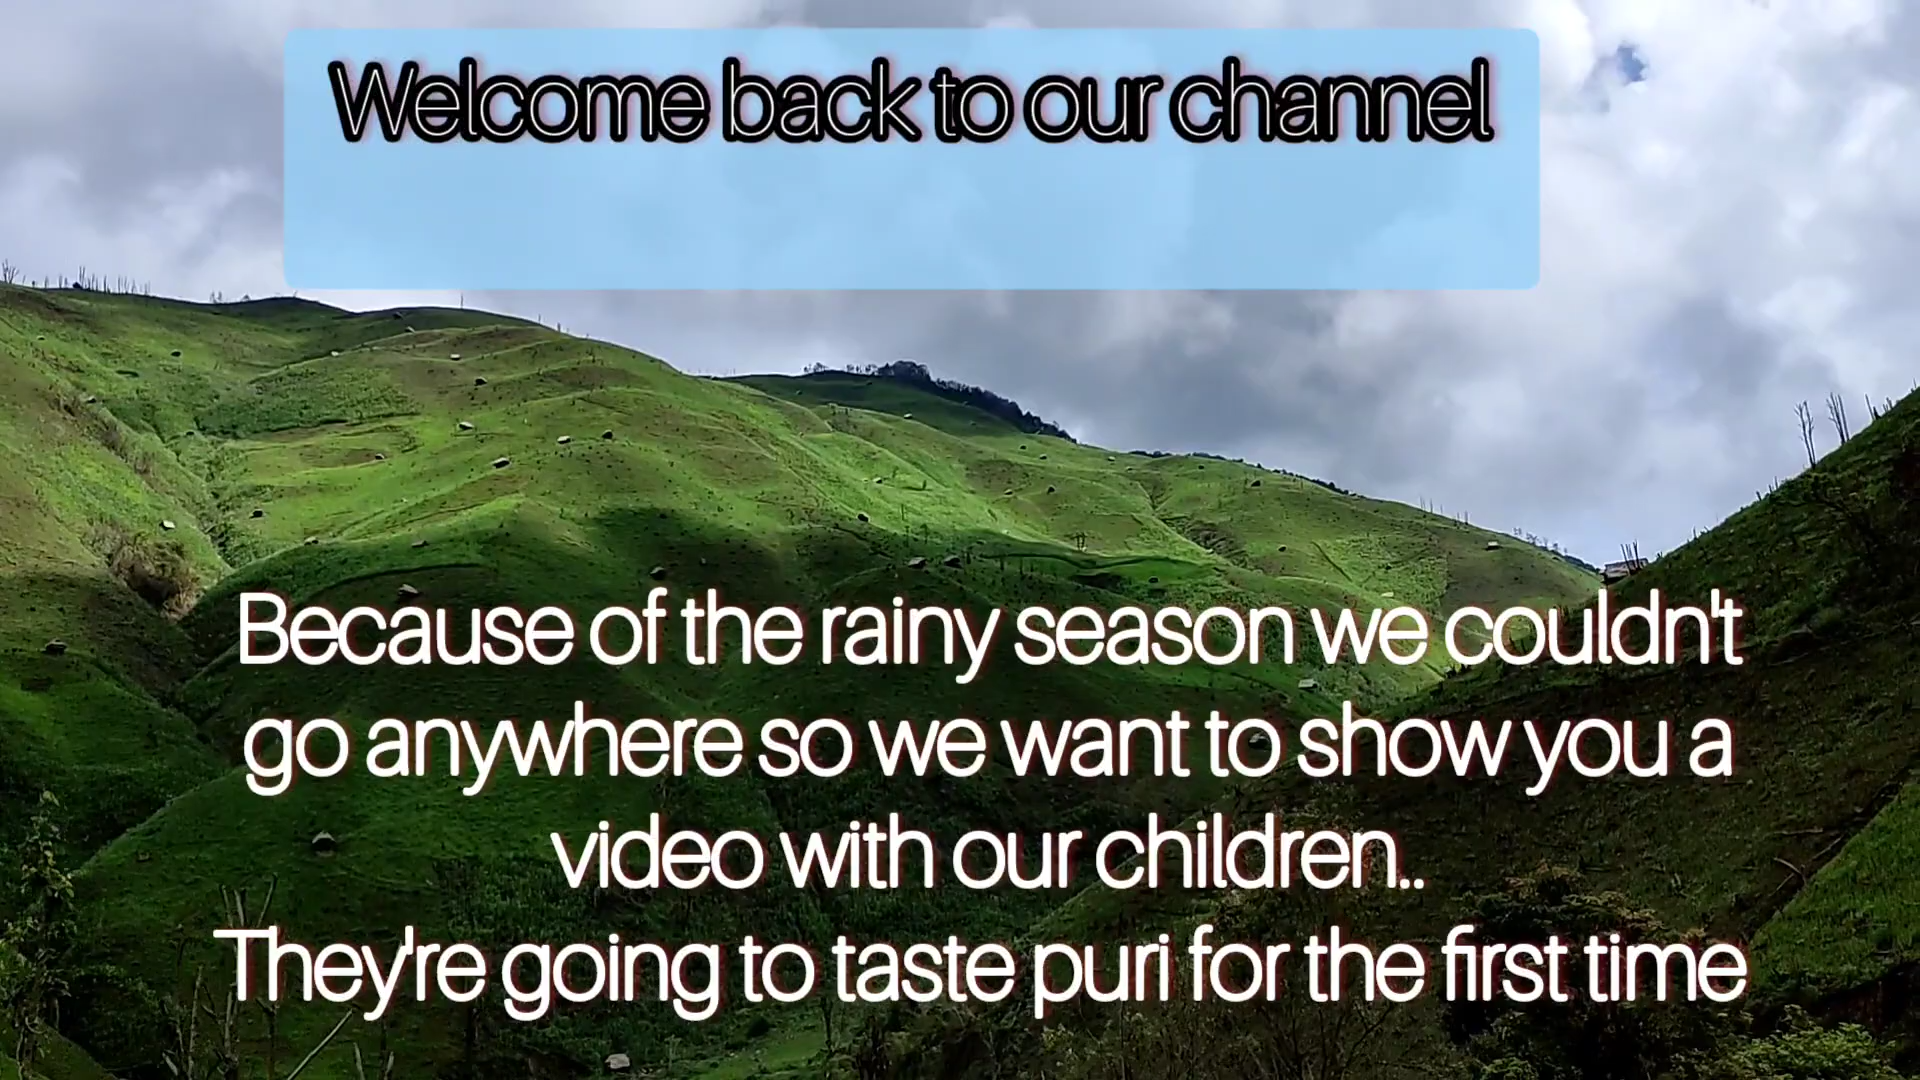 Welcome back to our channel
Because of the rainy season we couldn't
go anywhere so we want to show you a
video with our children..
They're going to taste puri for the first time